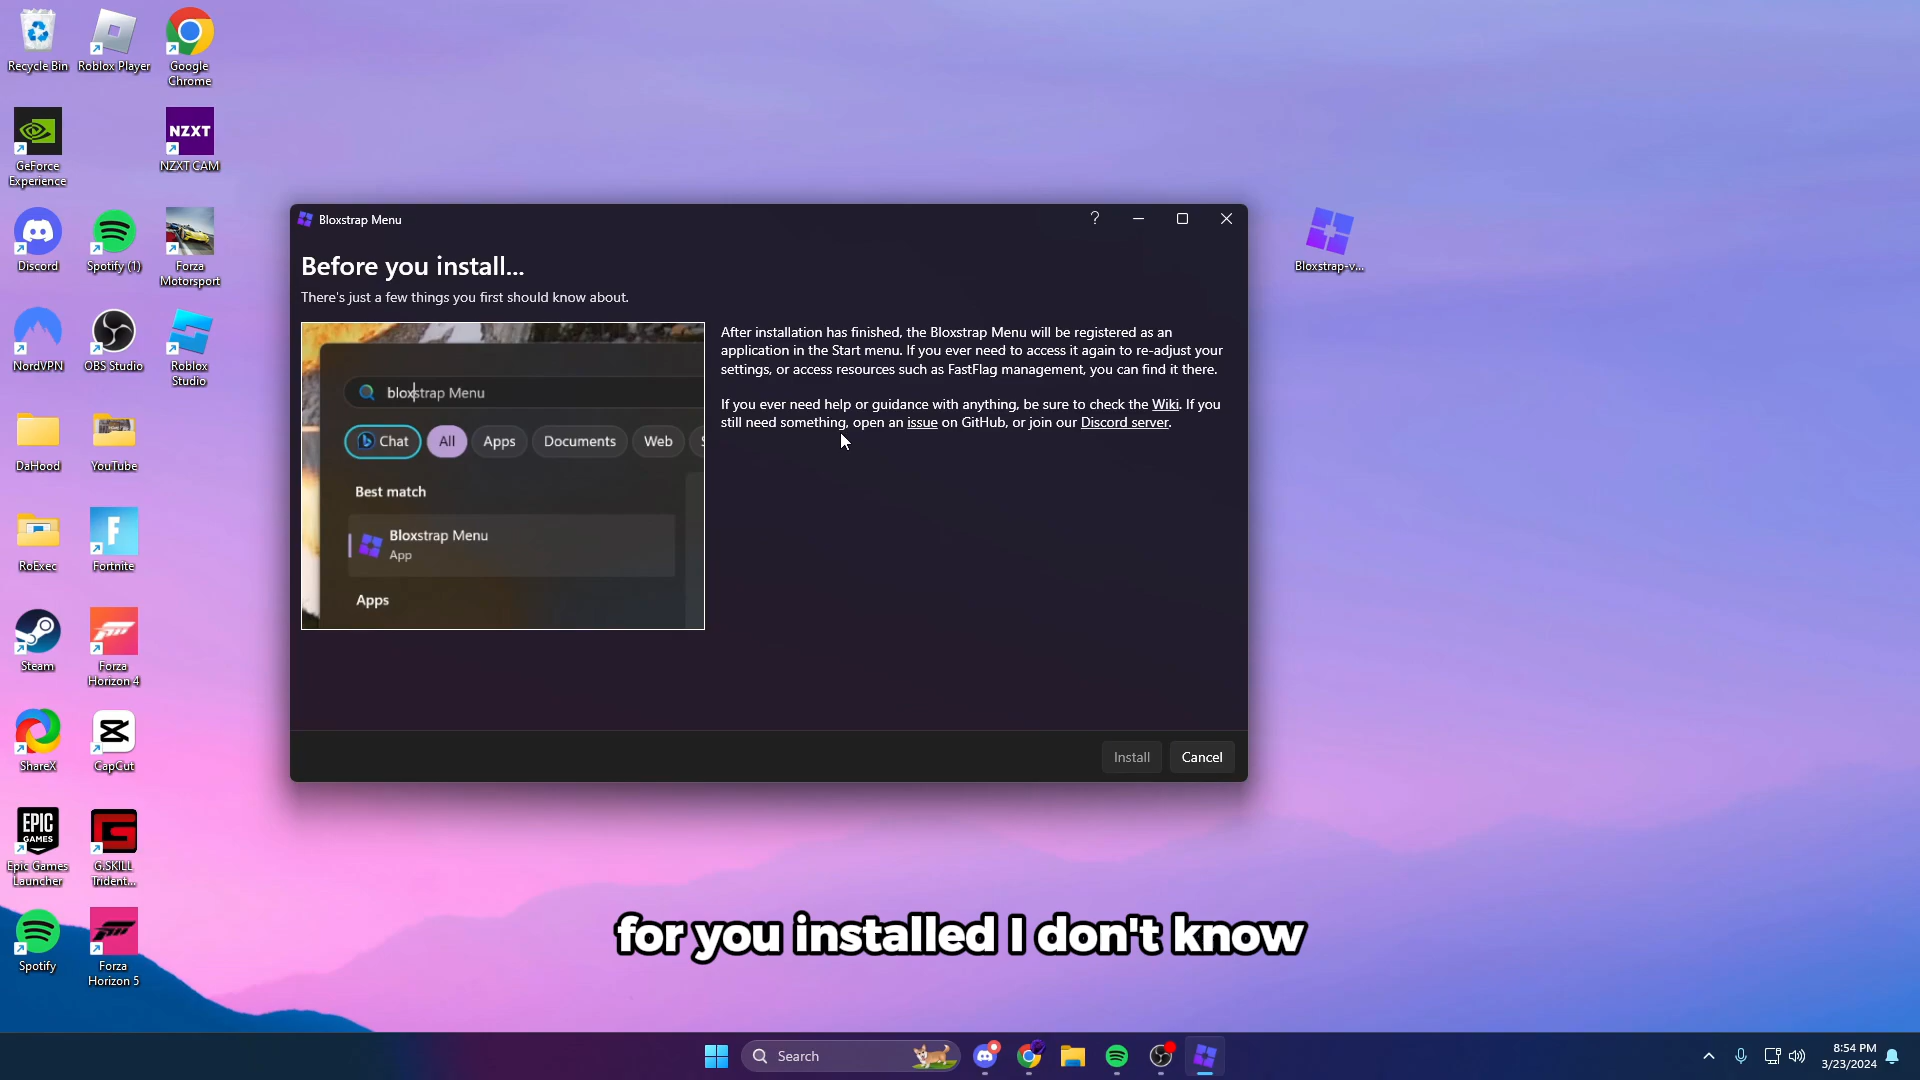 Recycle Bin
Roblox Player
Google
Chrome
GeForce
Experience
NZXT
NZXT CAM
Discord
Spotify (1)
Forza
Motorsport
NordVPN
OBS Studio
Roblox
Studio
DaHood
YouTube
RoExec
Fortnite
Steam
Forza
Horizon 4
ShareX
CapCut
EPIC
GAMES
Epic Games
Launcher
G.SKILL
Trident...
Spotify
Forza
Horizon 5
Bloxstrap Menu
?
Before you install...
There's just a few things you first should know about.
bloxstrap Menu
Chat
All
Apps
Documents
Web
Best match
Bloxstrap Menu
App
Apps
After installation has finished, the Bloxstrap Menu will be registered as an
application in the Start menu. If you ever need to access it again to re-adjust your
settings, or access resources such as FastFlag management, you can find it there.
If you ever need help or guidance with anything, be sure to check the Wiki. If you
still need something, open an issue on GitHub, or join our Discord server.
Install
Cancel
Bloxstrap-v...
for you installed I don't know
Search
8:54 PM
3/23/2024